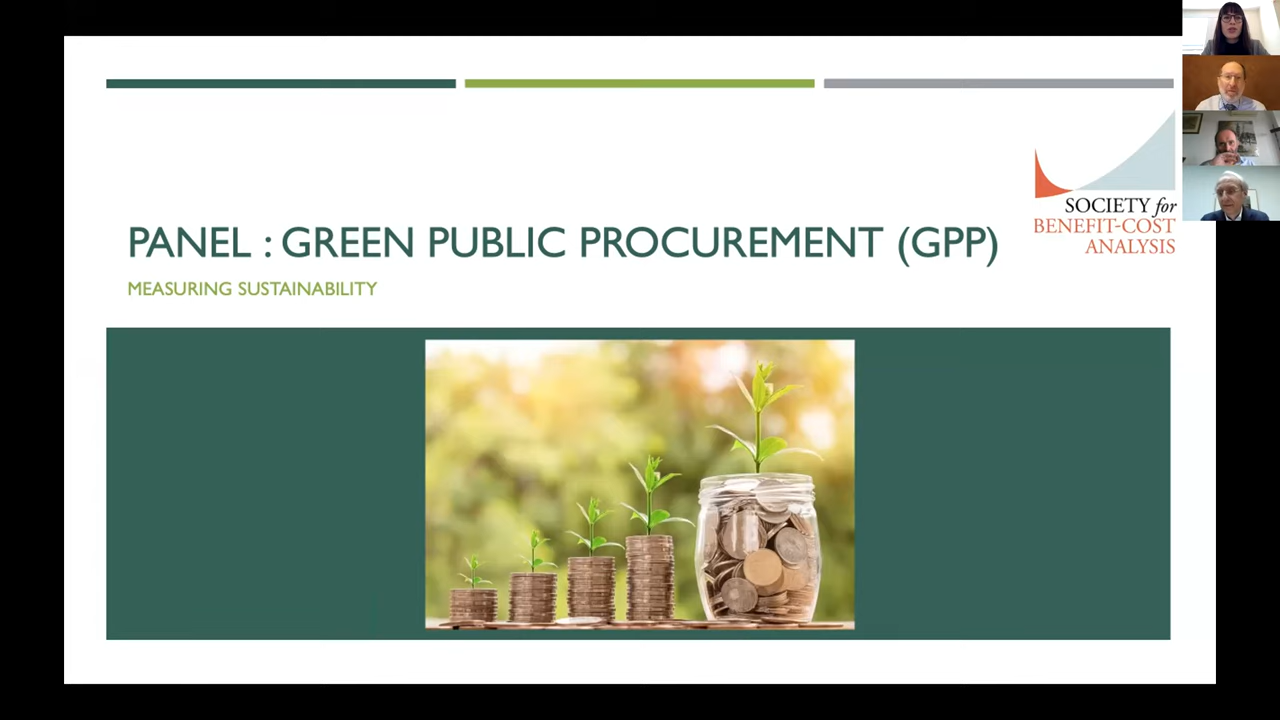 PANEL : GREEN PUBLIC PROCUREMENT (GPP)
MEASURING SUSTAINABILITY
SOCIETY for
BENEFIT-COST
ANALYSIS